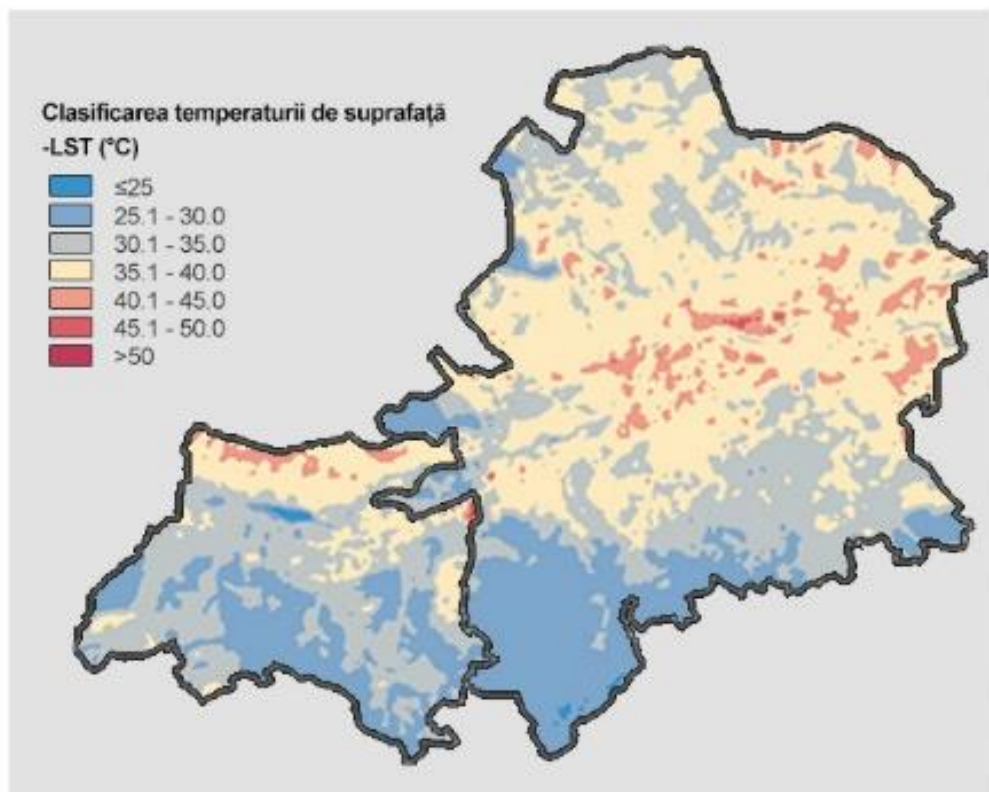 Clasificarea temperaturii de suprafață
-LST (°C)
≤25
25.1 - 30.0
30.1 - 35.0
35.1 - 40.0
40.1 - 45.0
45.1 - 50.0
>50